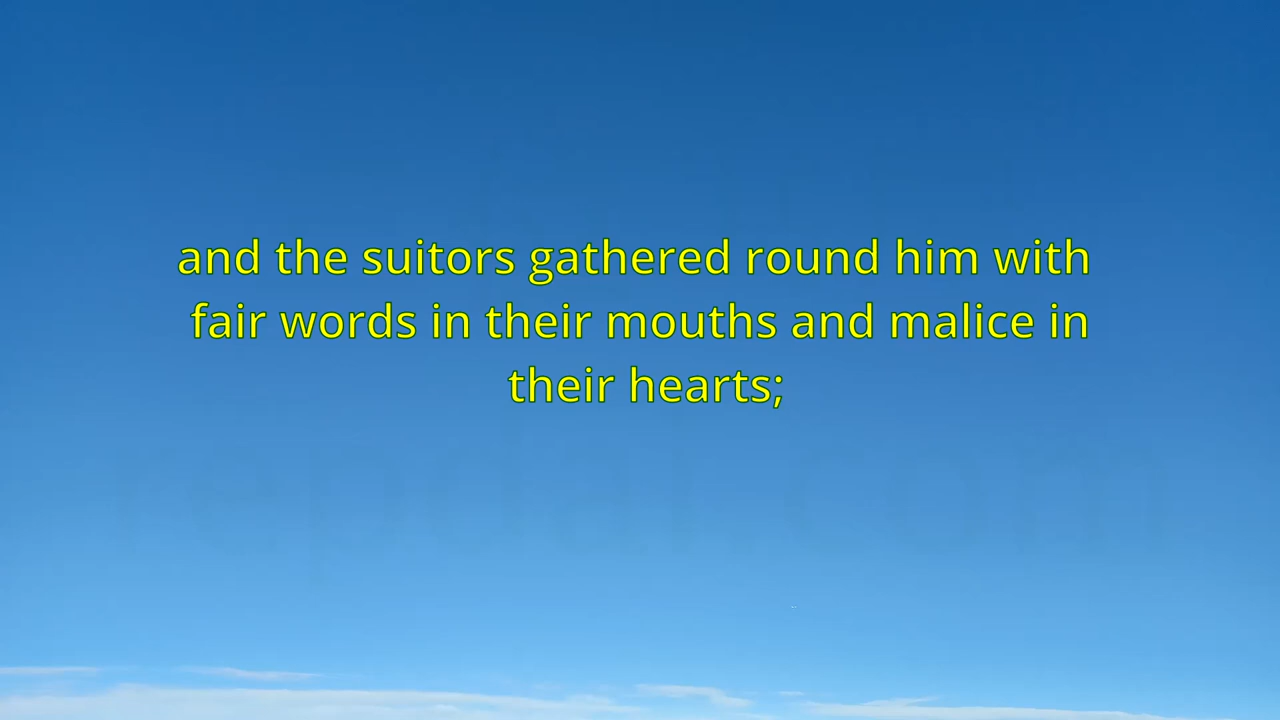 and the suitors gathered round him with
fair words in their mouths and malice in
their hearts;